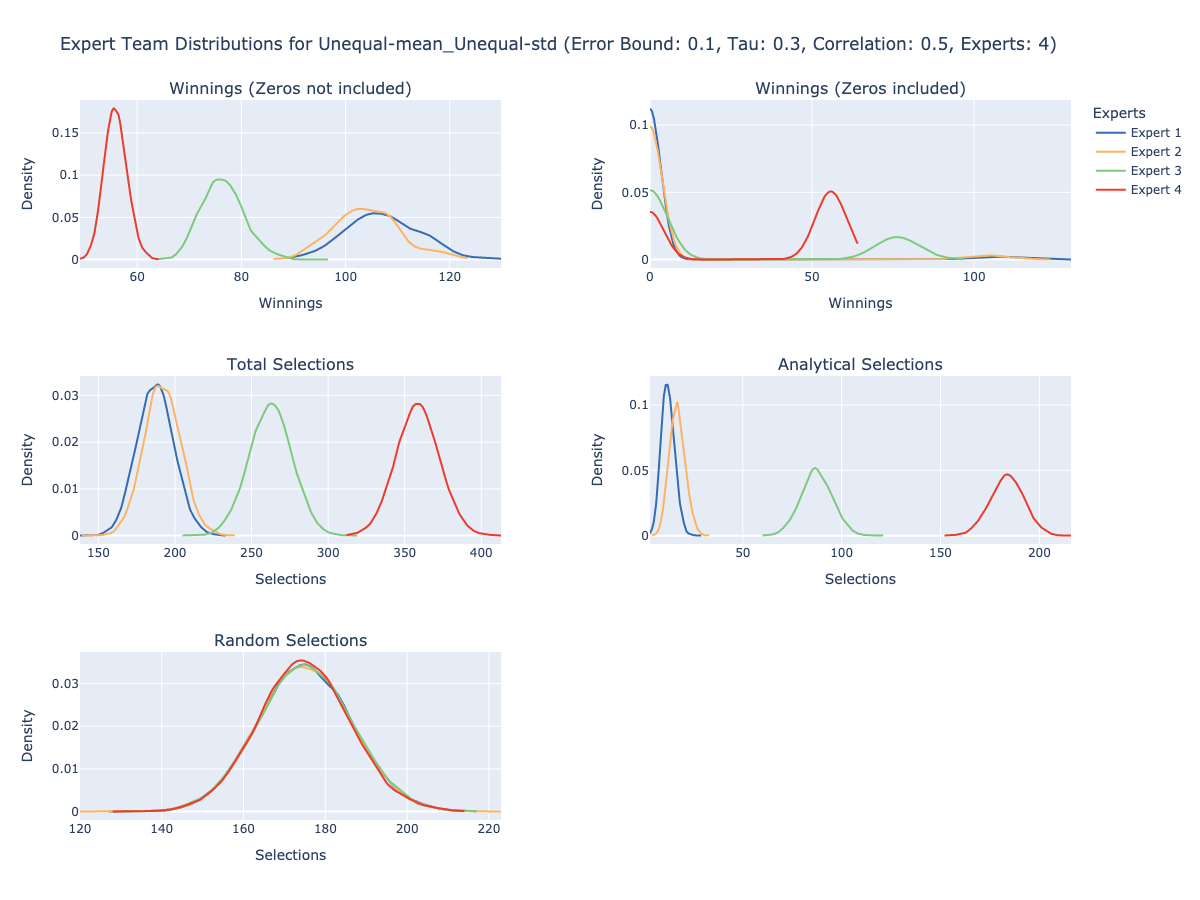 Expert Team Distributions for Unequal-mean_Unequal-std (Error Bound: 0.1, Tau: 0.3, Correlation: 0.5, Experts: 4)
Winnings (Zeros not included)
0.15
0.1
0.05
0
60 80 100 120
Density
Winnings
Winnings (Zeros included)
0.1
0.05
0
0 50 100
Density
Winnings
Experts
Expert 1
Expert 2
Expert 3
Expert 4
Total Selections
0.03
0.02
0.01
0
150 200 250 300 350 400
Density
Selections
Analytical Selections
0.1
0.05
0
50 100 150 200
Density
Selections
Random Selections
0.03
0.02
0.01
0
120 140 160 180 200 220
Density
Selections